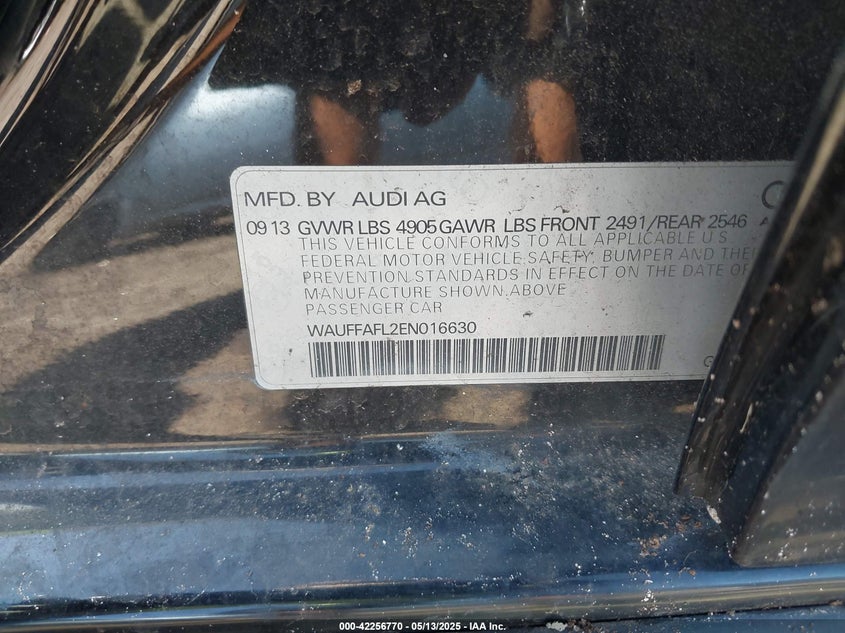 MFD. BY AUDI AG
09 13 GVWR LBS 4905 GAWR LBS FRONT 2491/REAR 2546
THIS VEHICLE CONFORMS TO ALL APPLICABLE U S
FEDERAL MOTOR VEHICLE SAFETY, BUMPER AND
PREVENTION STANDARDS IN EFFECT ON THE DATE OF
MANUFACTURE SHOWN ABOVE
PASSENGER CAR
WAUFFAFL2EN016630
000-42256770 - 05/13/2025 - IAA Inc.